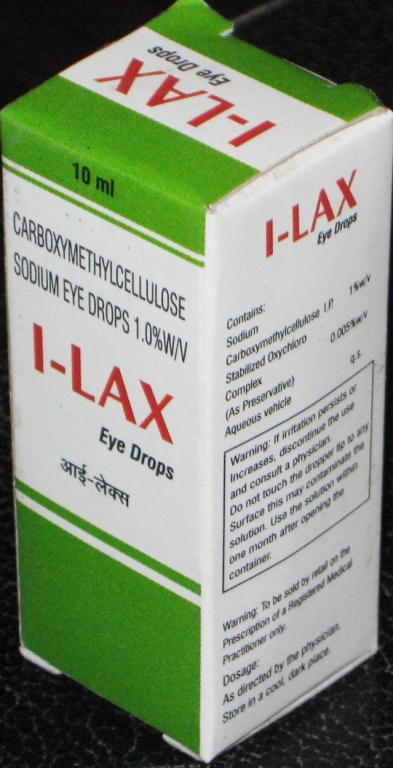 I-LAX
Eye Drops
10 ml
CARBOXYMETHYLCELLULOSE
SODIUM EYE DROPS 1.0%W/V
I-LAX
Eye Drops
आई-लेक्स
I-LAX
Eye Drops
Contains:
Sodium
Carboxymethylcellulose I.P. 1%w/v
Stabilized Oxychloro 0.005%w/v
Complex
(As Preservative)
Aqueous vehicle q.s.
Warning: If irritation persists or
Increases, discontinue the use
and consult a physician.
Do not touch the dropper tip to any
Surface this may contaminate the
solution. Use the solution within
one month after opening the
container.
Warning: To be sold by retail on the
Prescription of a Registered Medical
Practitioner only.
Dosage:
As directed by the physician.
Store in a cool, dark place.